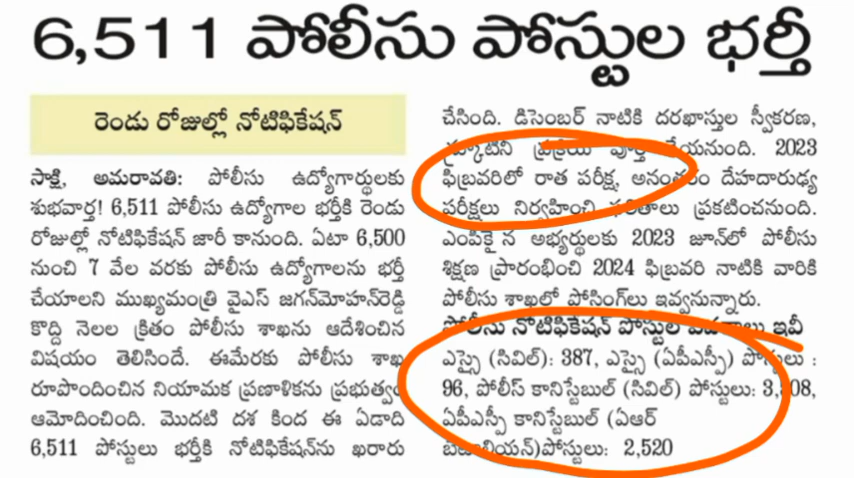 6,511 పోలీసు పోస్టుల భర్తీ
రెండు రోజుల్లో నోటిఫికేషన్
సాక్షి, అమరావతి: పోలీసు ఉద్యోగార్థులకు
శుభవార్త! 6,511 పోలీసు ఉద్యోగాల భర్తీకి రెండు
రోజుల్లో నోటిఫికేషన్ జారీ కానుంది. ఏటా 6,500
నుంచి 7 వేల వరకు పోలీసు ఉద్యోగాలను భర్తీ
చేయాలని ముఖ్యమంత్రి వైఎస్ జగన్‌మోహన్‌రెడ్డి
కొద్ది నెలల క్రితం పోలీసు శాఖను ఆదేశించిన
విషయం తెలిసిందే. ఈమేరకు పోలీసు శాఖ
రూపొందించిన నియామక ప్రణాళికను ప్రభుత్వం
ఆమోదించింది. మొదటి దశ కింద ఈ ఏడాది
6,511 పోస్టులు భర్తీకి నోటిఫికేషన్‌ను ఖరారు
చేసింది. డిసెంబర్ నాటికి దరఖాస్తుల స్వీకరణ,
ప్రక్రియ పూర్తి చేయనుంది. 2023
ఫిబ్రవరిలో రాత పరీక్ష, అనంతరం దేహదారుఢ్య
పరీక్షలు నిర్వహించి ఫలితాలు ప్రకటించనుంది.
ఎంపికైన అభ్యర్థులకు 2023 జూన్‌లో పోలీసు
శిక్షణ ప్రారంభించి 2024 ఫిబ్రవరి నాటికి వారికి
పోలీసు శాఖలో పోసింగ్‌లు ఇవ్వనున్నారు.
పోలీసు నోటిఫికేషన్ పోస్టుల వివరాలు ఇవీ
ఎస్సై (సివిల్): 387, ఎస్సై (ఏపీఎస్పీ) పోస్టులు :
96, పోలీస్ కానిస్టేబుల్ (సివిల్) పోస్టులు:
ఏపీఎస్పీ కానిస్టేబుల్ (ఏఆర్
బెటాలియన్)పోస్టులు: 2,520